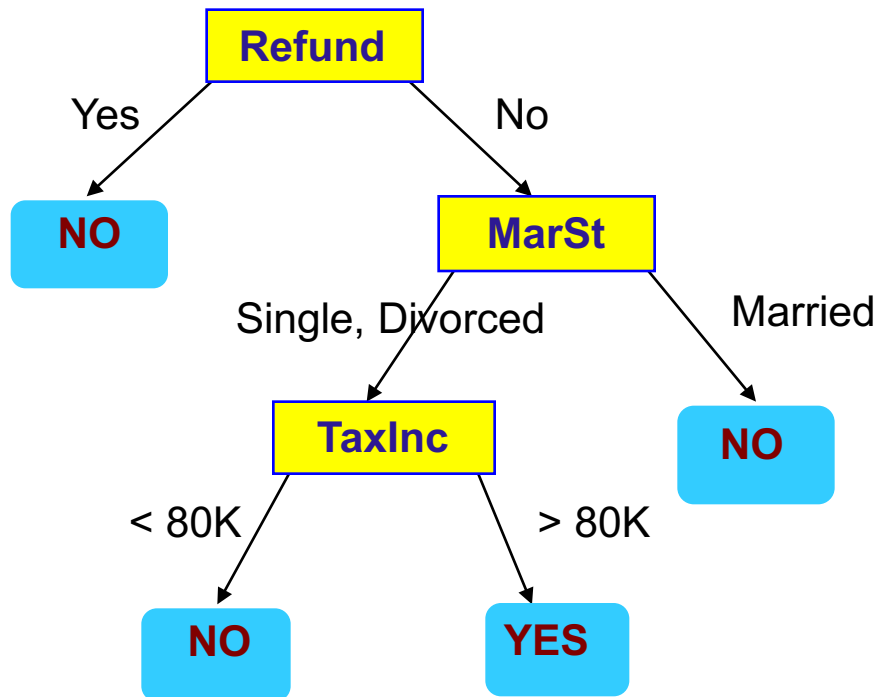 Refund
Yes
No
NO
MarSt
Single, Divorced
Married
TaxInc
NO
< 80K
> 80K
NO
YES